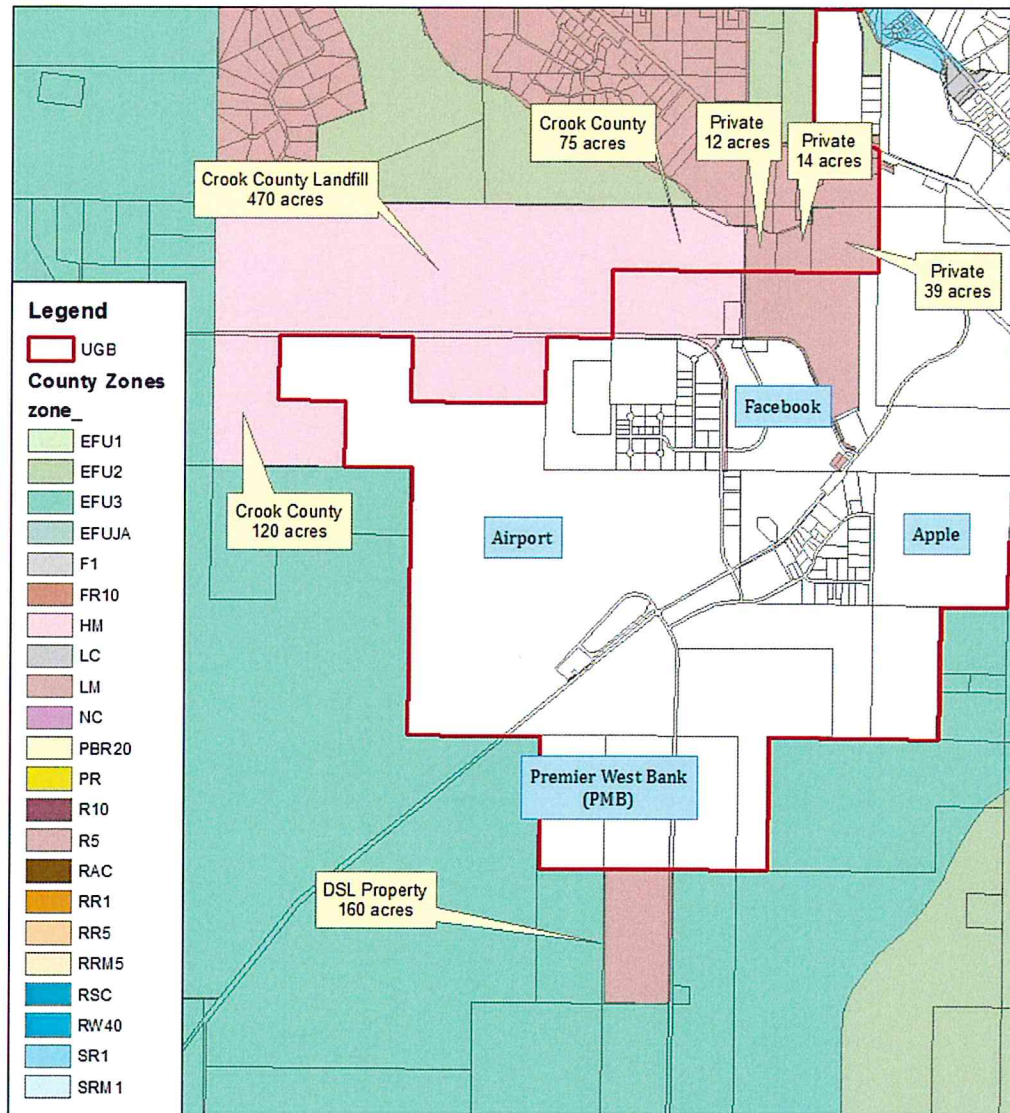 Crook County
75 acres
Private
12 acres
Private
14 acres
Crook County Landfill
470 acres
Private
39 acres
Legend
UGB
County Zones
zone_
EFU1
EFU2
EFU3
EFUJA
F1
FR10
HM
LC
LM
NC
PBR20
PR
R10
R5
RAC
RR1
RR5
RRM5
RSC
RW40
SR1
SRM1
Facebook
Crook County
120 acres
Airport
Apple
Premier West Bank
(PMB)
DSL Property
160 acres